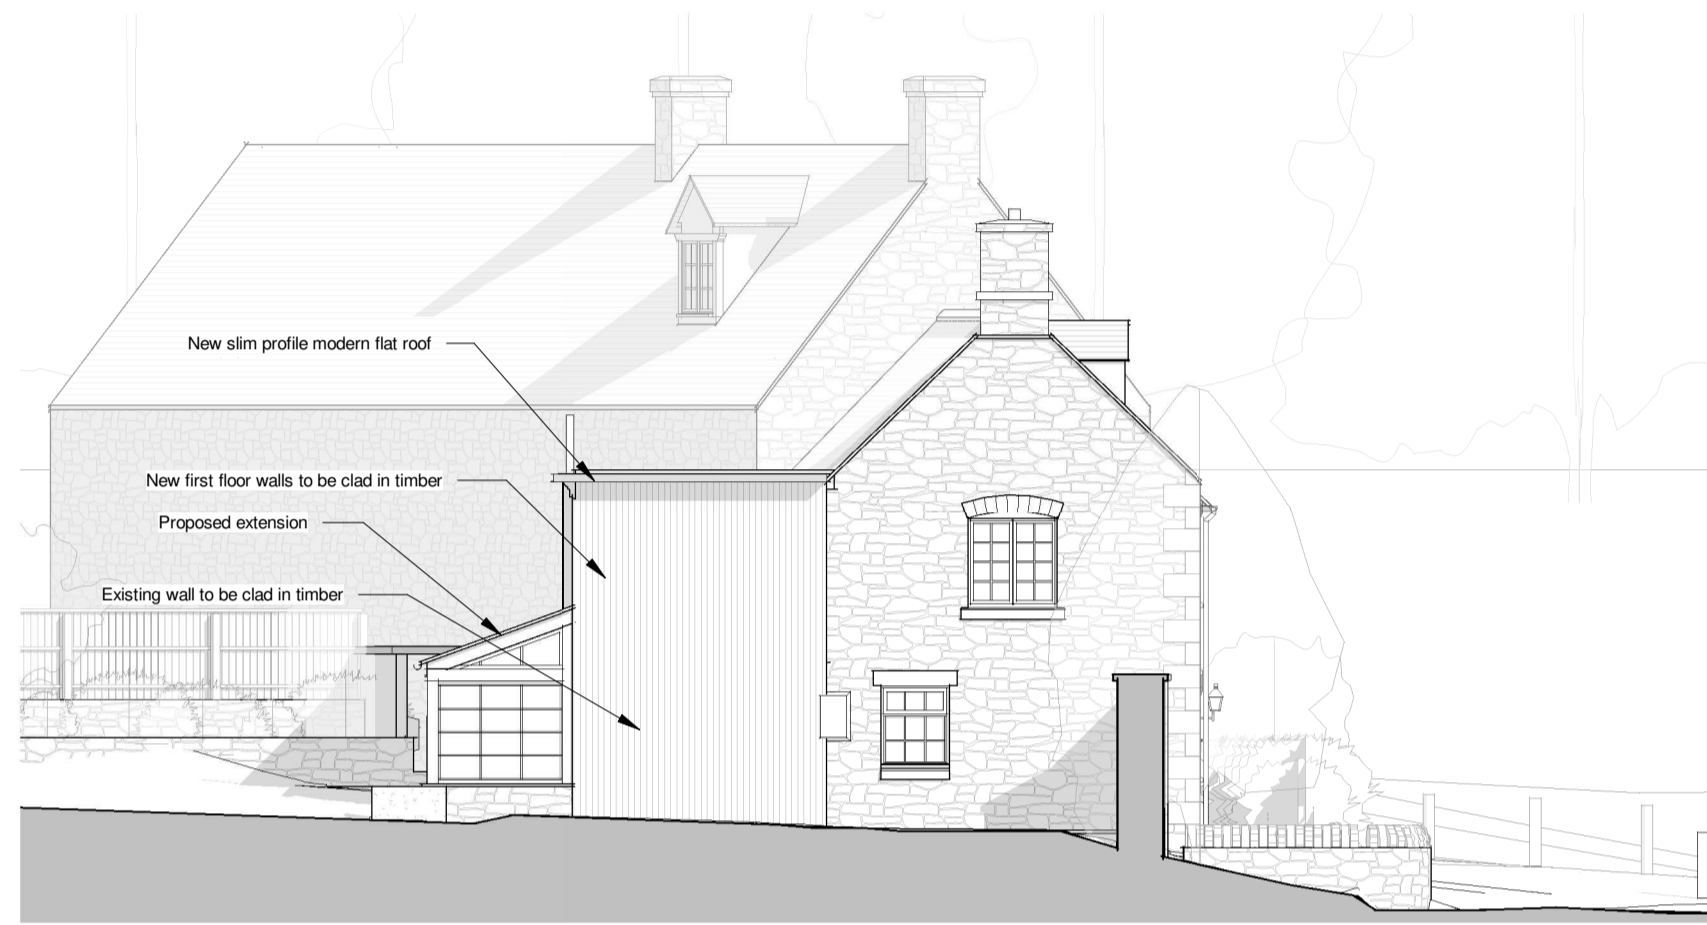 New slim profile modern flat roof
New first floor walls to be clad in timber
Proposed extension
Existing wall to be clad in timber